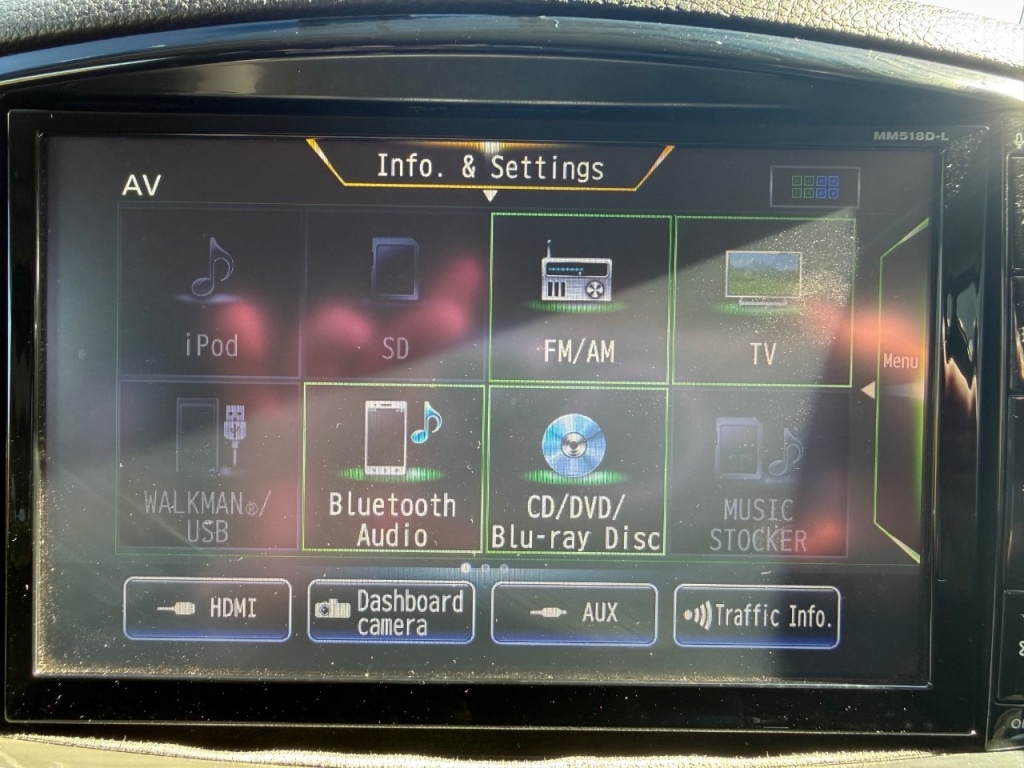 MM518D-L
Info. & Settings
AV
iPod
SD
FM/AM
TV
Menu
WALKMAN®/
USB
Bluetooth
Audio
CD/DVD/
Blu-ray Disc
MUSIC
STOCKER
HDMI
Dashboard
camera
AUX
Traffic Info.